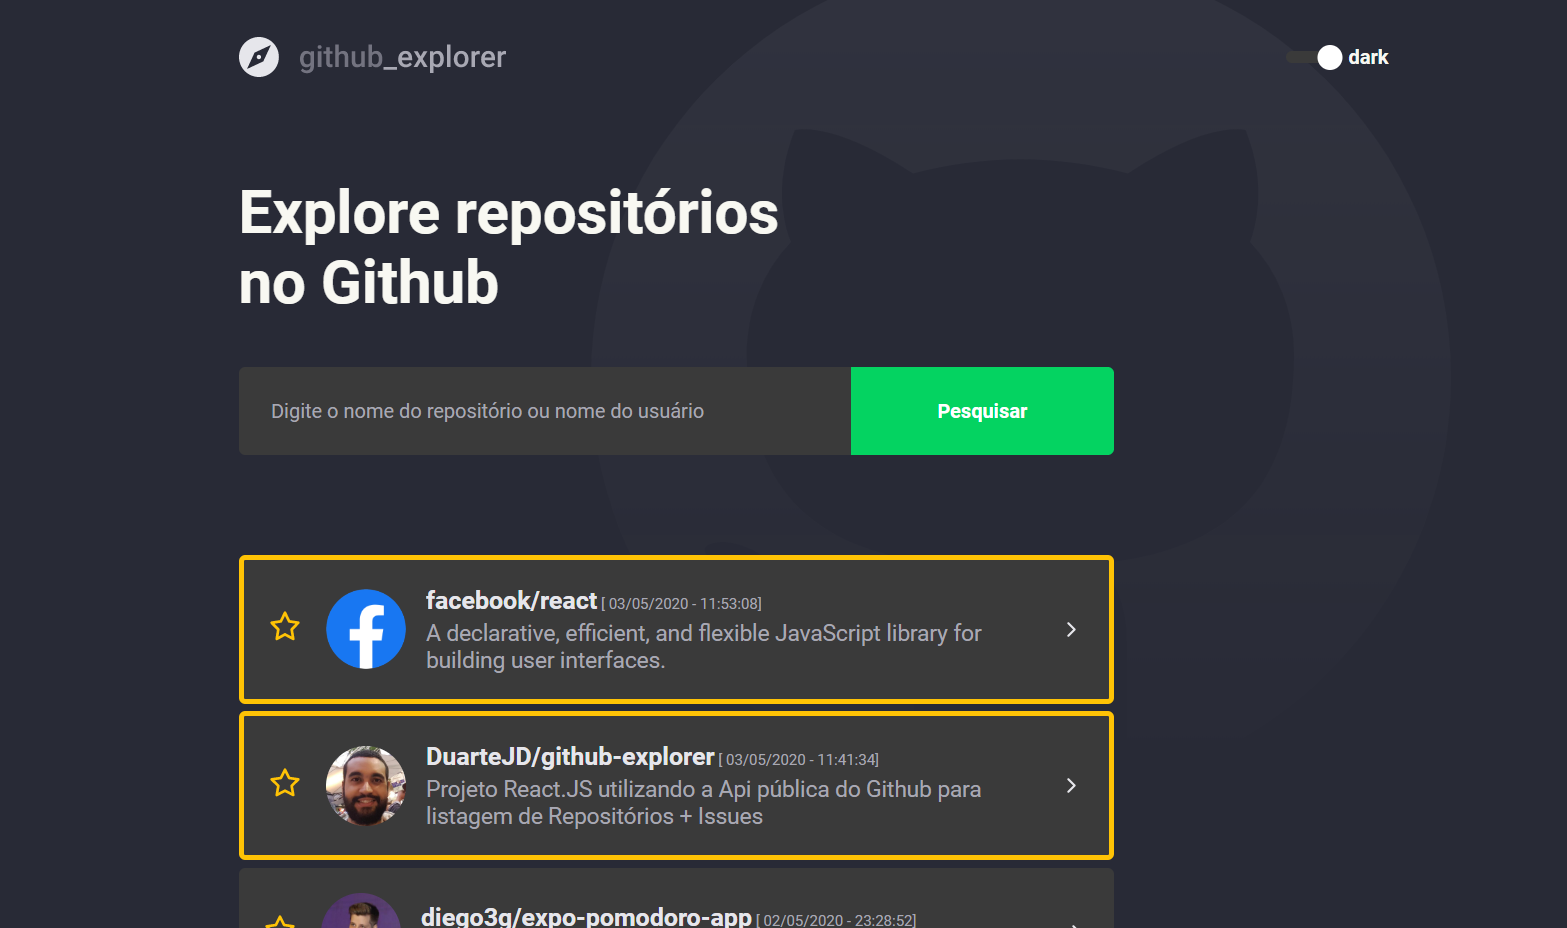 github_explorer
dark
Explore repositórios
no Github
Digite o nome do repositório ou nome do usuário
Pesquisar
facebook/react [ 03/05/2020 - 11:53:08]
A declarative, efficient, and flexible JavaScript library for
building user interfaces.
DuarteJD/github-explorer [ 03/05/2020 - 11:41:34]
Projeto React.JS utilizando a Api pública do Github para
listagem de Repositórios + Issues
diego3g/expo-pomodoro-app [ 02/05/2020 - 23:28:52]